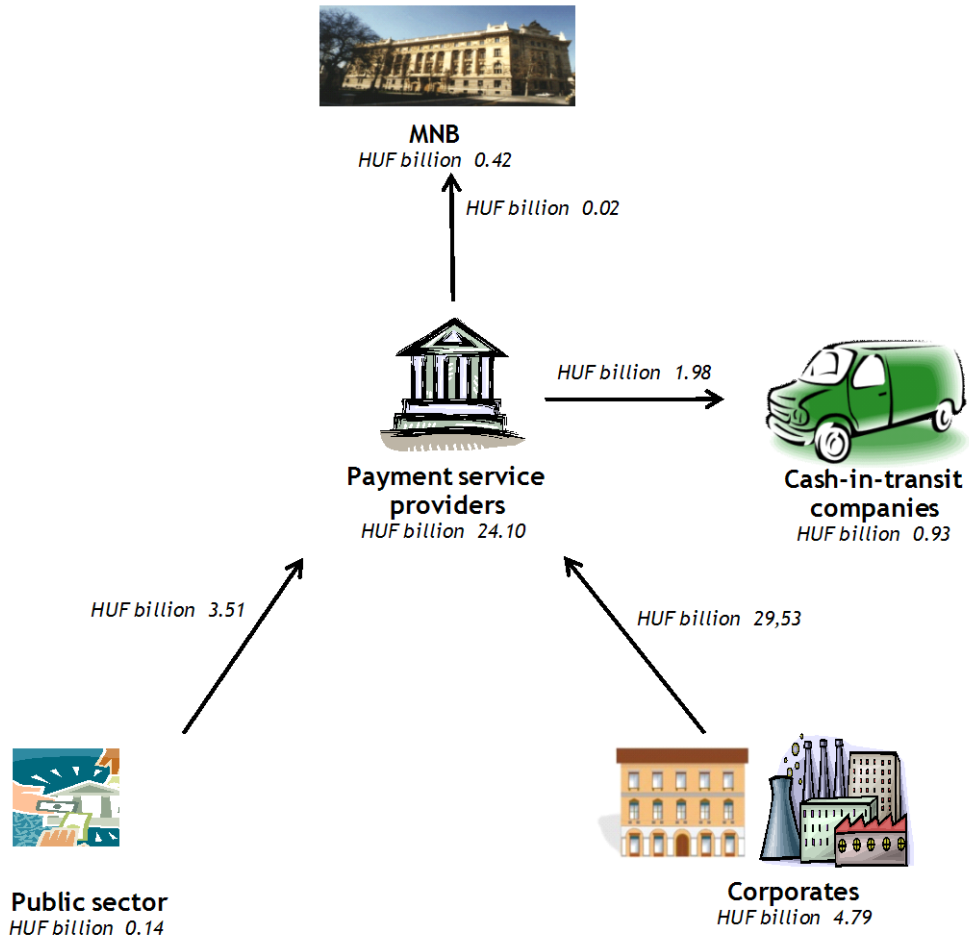 MNB
HUF billion 0.42
HUF billion 0.02
HUF billion 1.98
Payment service
providers
HUF billion 24.10
Cash-in-transit
companies
HUF billion 0.93
HUF billion 3.51
HUF billion 29,53
Public sector
HUF billion 0.14
Corporates
HUF billion 4.79